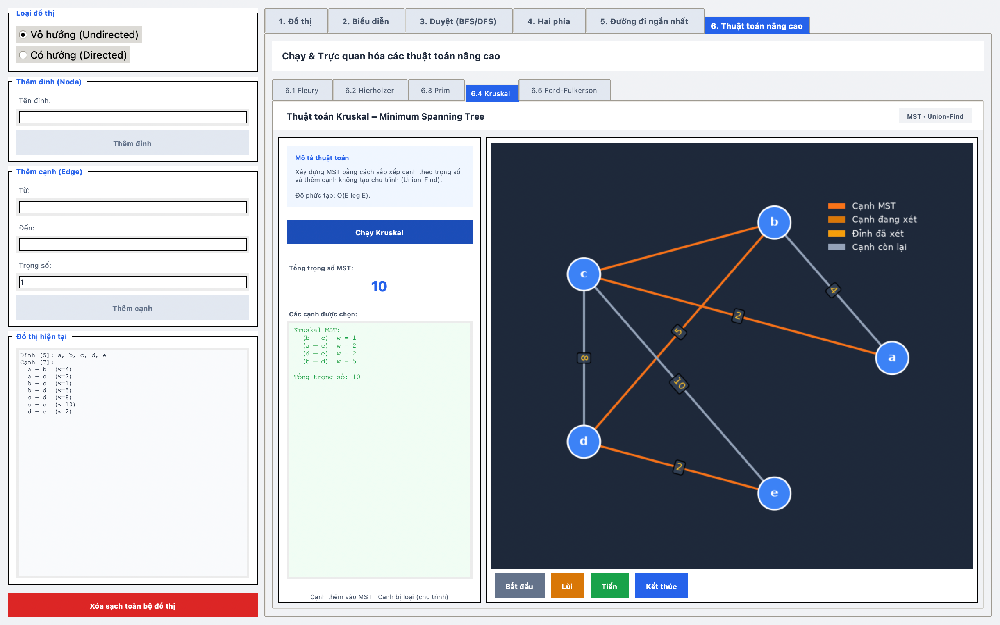 Loại đồ thị
Vô hướng (Undirected)
Có hướng (Directed)
Thêm đỉnh (Node)
Tên đỉnh:
Thêm đỉnh
Thêm cạnh (Edge)
Từ:
Đến:
Trọng số:
1
Thêm cạnh
Đồ thị hiện tại
Đỉnh [5]: a, b, c, d, e
Cạnh [7]:
a — b (w=4)
a — c (w=2)
b — c (w=1)
b — d (w=5)
c — d (w=8)
c — e (w=10)
d — e (w=2)
Xóa sạch toàn bộ đồ thị
1. Đồ thị
2. Biểu diễn
3. Duyệt (BFS/DFS)
4. Hai phía
5. Đường đi ngắn nhất
6. Thuật toán nâng cao
Chạy & Trực quan hóa các thuật toán nâng cao
6.1 Fleury
6.2 Hierholzer
6.3 Prim
6.4 Kruskal
6.5 Ford-Fulkerson
Thuật toán Kruskal – Minimum Spanning Tree
MST · Union-Find
Mô tả thuật toán
Xây dựng MST bằng cách sắp xếp cạnh theo trọng số
và thêm cạnh không tạo chu trình (Union-Find).
Độ phức tạp: O(E log E).
Chạy Kruskal
Tổng trọng số MST:
10
Các cạnh được chọn:
Kruskal MST:
(b — c) w = 1
(a — c) w = 2
(d — e) w = 2
(b — d) w = 5
Tổng trọng số: 10
Cạnh thêm vào MST | Cạnh bị loại (chu trình)
Cạnh MST
Cạnh đang xét
Đỉnh đã xét
Cạnh còn lại
b
c
4
2
5
a
8
10
d
2
e
Bắt đầu
Lùi
Tiến
Kết thúc